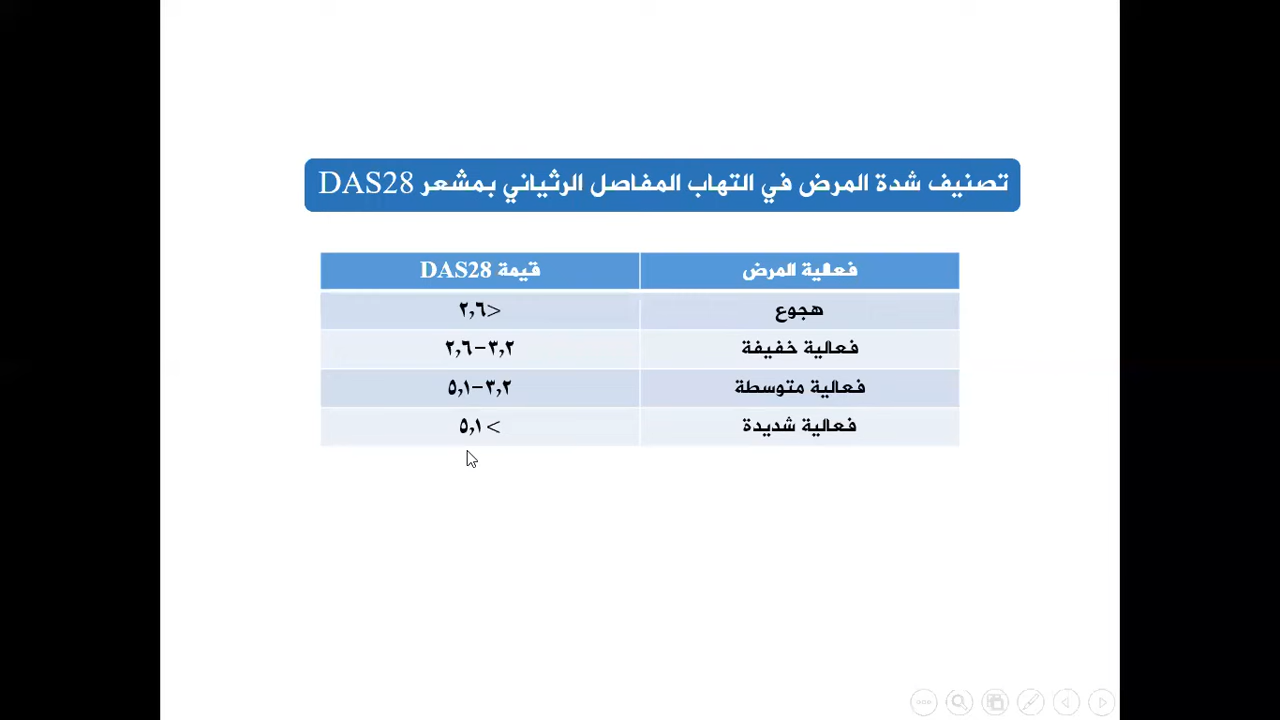 تصنيف شدة المرض في التهاب المفاصل الرثياني بمشعر DAS28
فعالية المرض
قيمة DAS28
هجوع
٢,٦>
فعالية خفيفة
٢,٦-٣,٢
فعالية متوسطة
٥,١-٣,٢
فعالية شديدة
٥,١ <